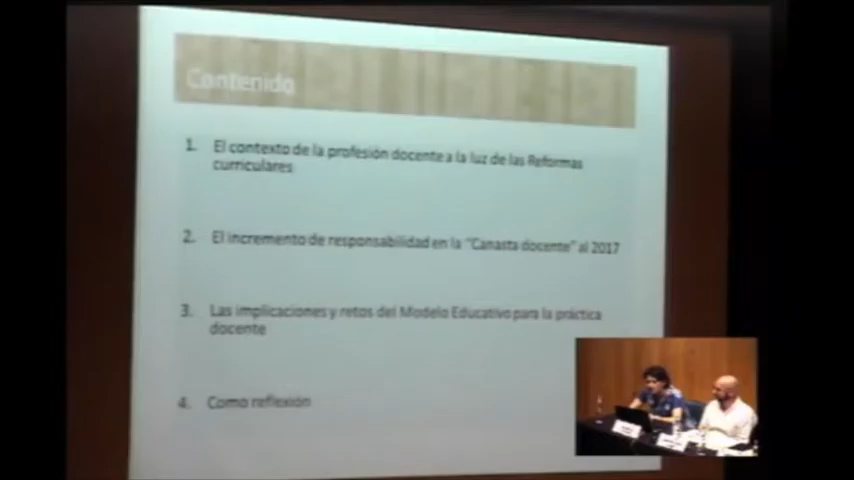 Contenido
1. El contexto de la profesión docente a la luz de las Reformas
curriculares
2. El incremento de responsabilidad en la "Canasta docente" al 2017
3. Las implicaciones y retos del Modelo Educativo para la práctica
docente
4. Como reflexión